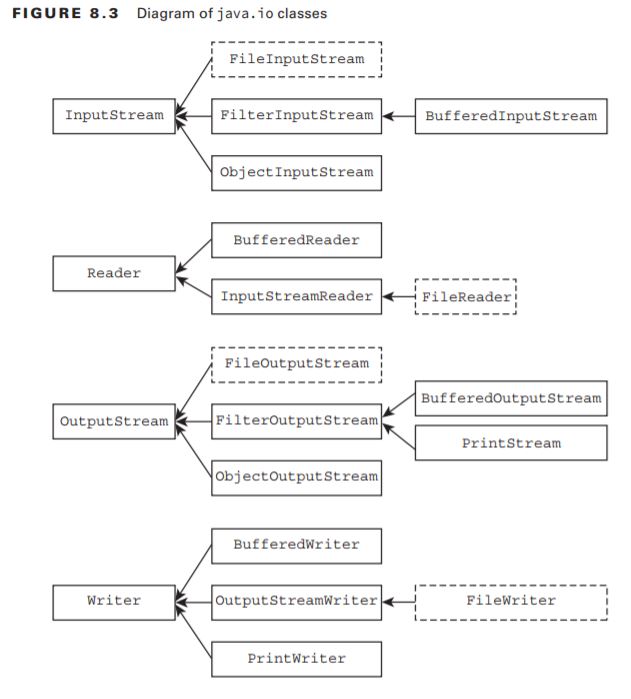 FIGURE 8.3 Diagram of java.io classes
FileInputStream
InputStream FilterInputStream BufferedInputStream
ObjectInputStream
BufferedReader
Reader
InputStreamReader FileReader
FileOutputStream
BufferedOutputStream
OutputStream FilterOutputStream
PrintStream
ObjectOutputStream
BufferedWriter
Writer OutputStreamWriter FileWriter
PrintWriter